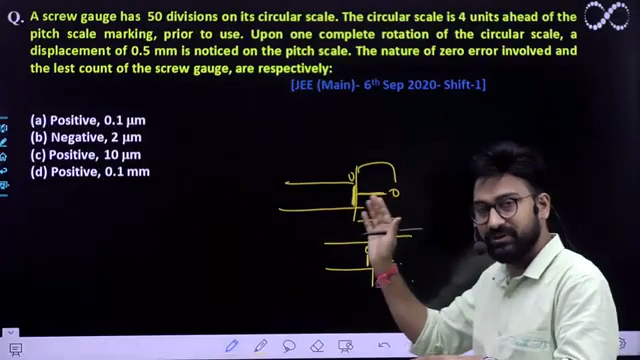 Q. A screw gauge has 50 divisions on its circular scale. The circular scale is 4 units ahead of the
pitch scale marking, prior to use. Upon one complete rotation of the circular scale, a
displacement of 0.5 mm is noticed on the pitch scale. The nature of zero error involved and
the lest count of the screw gauge, are respectively:
[JEE (Main)- 6th Sep 2020- Shift-1]
(a) Positive, 0.1 μm
(b) Negative, 2 μm
(c) Positive, 10 μm
(d) Positive, 0.1 mm
0
0
0